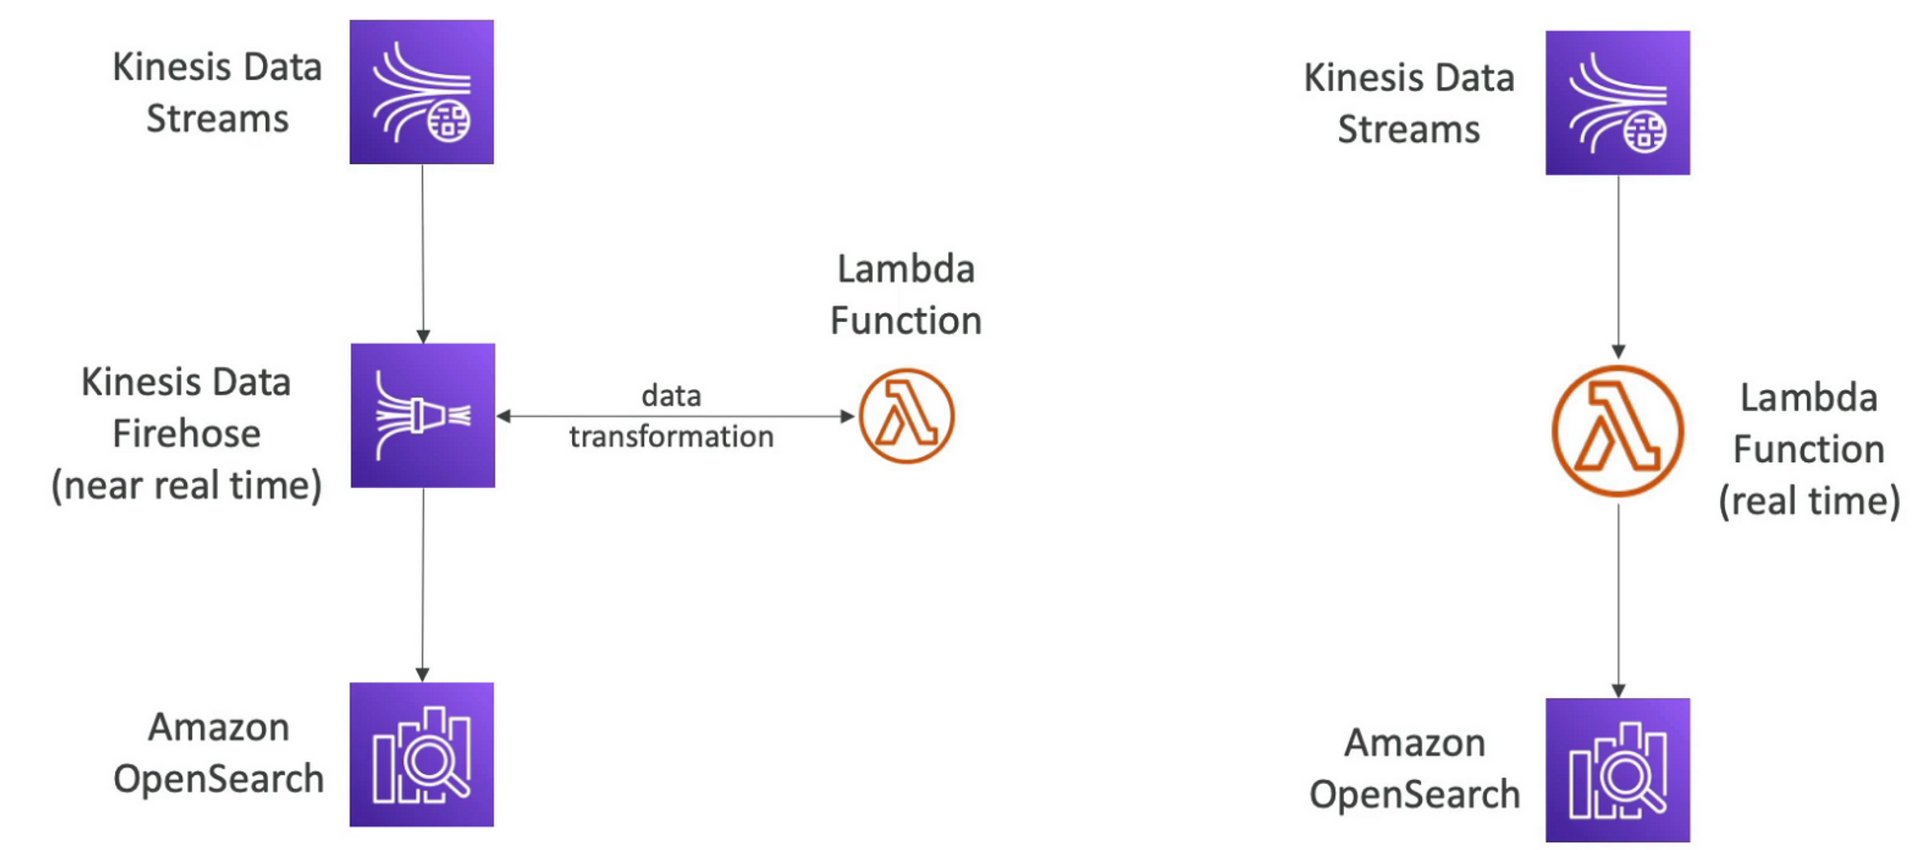 Kinesis Data
Streams
Kinesis Data
Firehose
(near real time)
data
transformation
Lambda
Function
Amazon
OpenSearch
Kinesis Data
Streams
Lambda
Function
(real time)
Amazon
OpenSearch